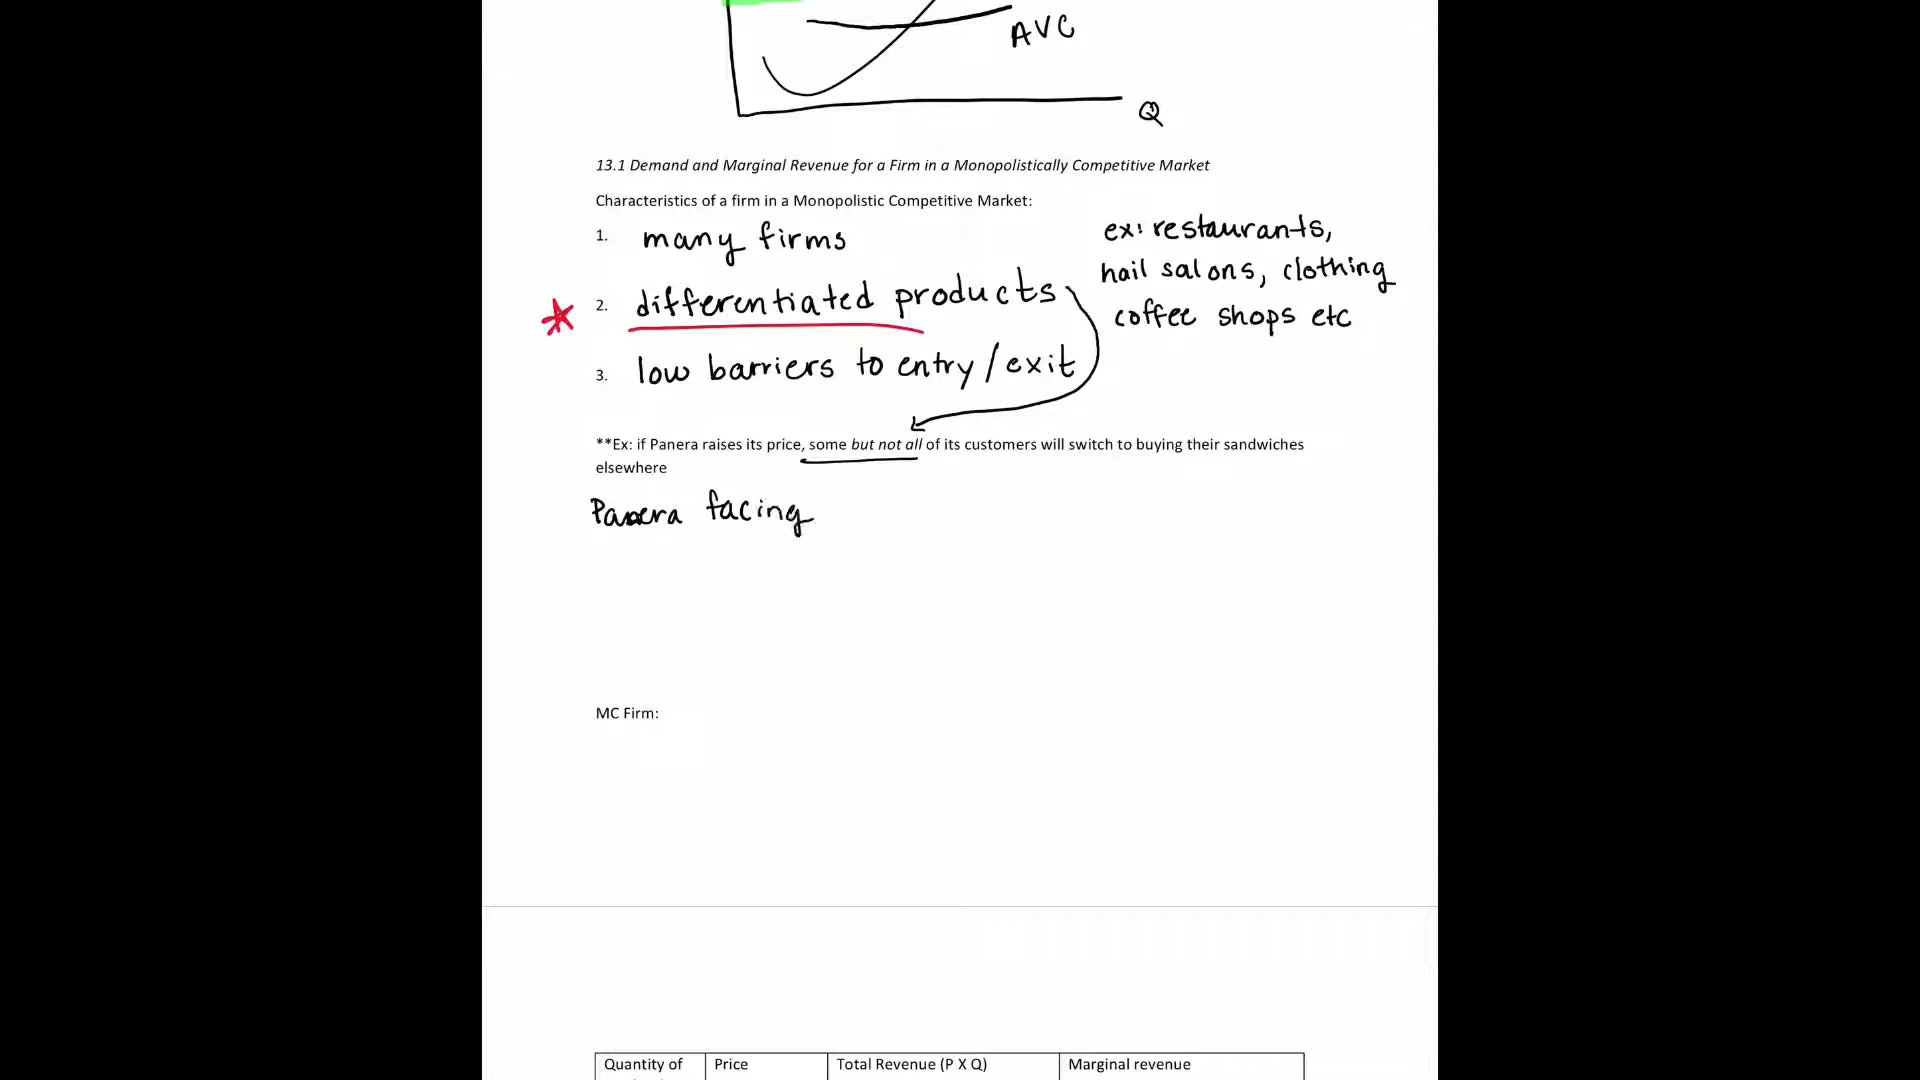 AVC
Q
13.1 Demand and Marginal Revenue for a Firm in a Monopolistically Competitive Market
Characteristics of a firm in a Monopolistic Competitive Market:
1. many firms
2. differentiated products
3. low barriers to entry/exit
ex: restaurants,
nail salons, clothing
coffee shops etc
**Ex: if Panera raises its price, some but not all of its customers will switch to buying their sandwiches
elsewhere
Panera facing
MC Firm:
Quantity of Price Total Revenue (P X Q) Marginal revenue